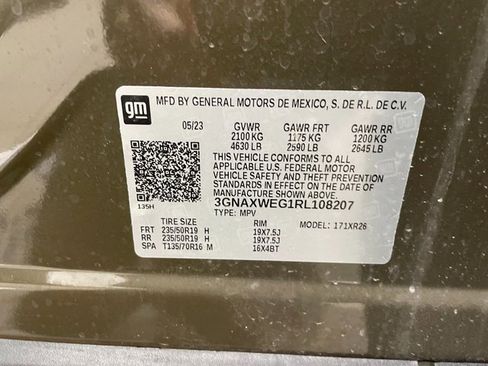 gm
MFD BY GENERAL MOTORS DE MEXICO, S. DE R.L. DE C.V.
05/23 GVWR GAWR FRT GAWR RR
2100 KG 1175 KG 1200 KG
4630 LB 2590 LB 2645 LB
THIS VEHICLE CONFORMS TO ALL
APPLICABLE U.S. FEDERAL MOTOR
VEHICLE SAFETY AND THEFT
PREVENTION STANDARDS IN
EFFECT ON THE DATE OF
MANUFACTURE SHOWN ABOVE.
3GNAXWEG1RL108207
135H TYPE: MPV
TIRE SIZE RIM MODEL: 171XR26
FRT 235/50R19 H 19X7.5J
RR 235/50R19 H 19X7.5J
SPA T135/70R16 M 16X4BT